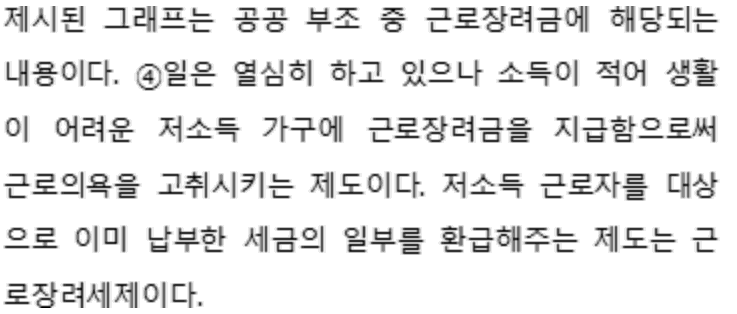 제시된 그래프는 공공 부조 중 근로장려금에 해당되는
내용이다. ④일은 열심히 하고 있으나 소득이 적어 생활
이 어려운 저소득 가구에 근로장려금을 지급함으로써
근로의욕을 고취시키는 제도이다. 저소득 근로자를 대상
으로 이미 납부한 세금의 일부를 환급해주는 제도는 근
로장려세제이다.